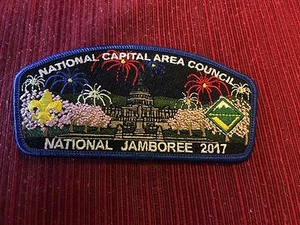 NATIONAL CAPITAL AREA COUNCIL
NATIONAL JAMBOREE 2017